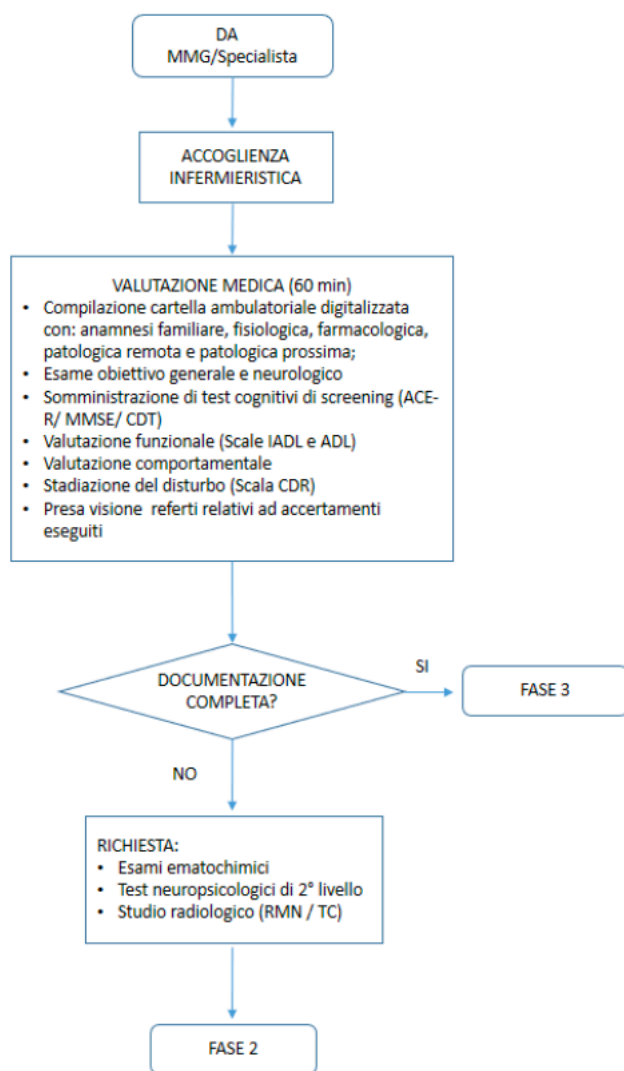 DA
MMG/Specialista
ACCOGLIENZA
INFERMIERISTICA
VALUTAZIONE MEDICA (60 min)
• Compilazione cartella ambulatoriale digitalizzata
con: anamnesi familiare, fisiologica, farmacologica,
patologica remota e patologica prossima;
• Esame obiettivo generale e neurologico
• Somministrazione di test cognitivi di screening (ACE-
R/ MMSE/ CDT)
• Valutazione funzionale (Scale IADL e ADL)
• Valutazione comportamentale
• Stadiazione del disturbo (Scala CDR)
• Presa visione  referti relativi ad accertamenti
eseguiti
DOCUMENTAZIONE
COMPLETA?
SI
FASE 3
NO
RICHIESTA:
• Esami ematochimici
• Test neuropsicologici di 2° livello
• Studio radiologico (RMN / TC)
FASE 2